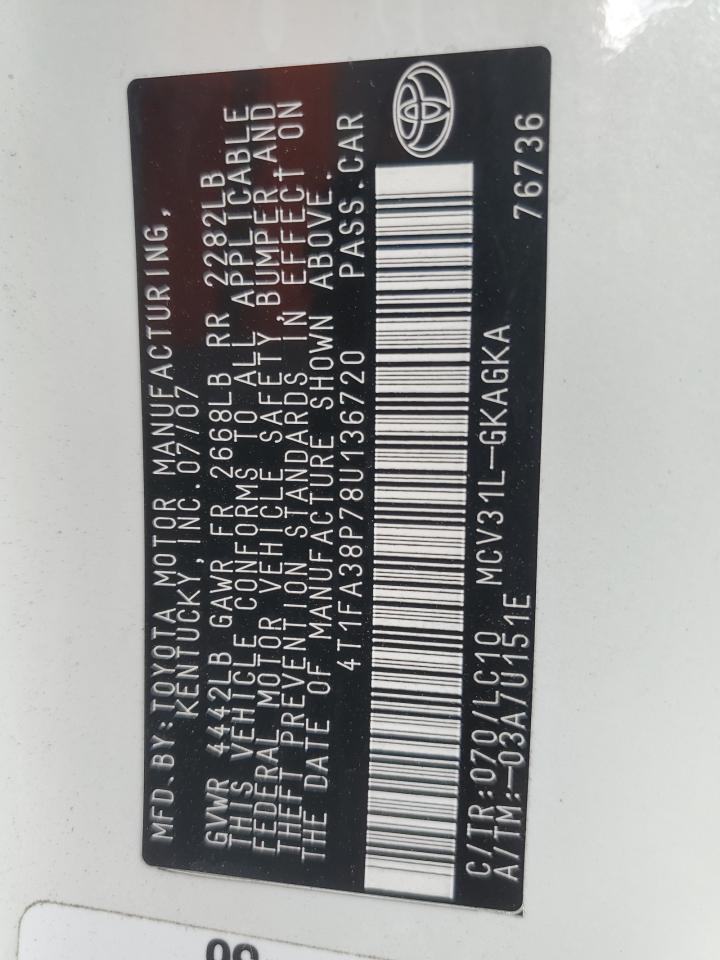 MFD.BY:TOYOTA MOTOR MANUFACTURING,
KENTUCKY, INC.07/07
GVWR 4442LB GAWR FR 2668LB RR 2282LB
THIS VEHICLE CONFORMS TO ALL APPLICABLE
FEDERAL MOTOR VEHICLE SAFETY, BUMPER AND
THEFT PREVENTION STANDARDS IN EFFECT ON
THE DATE OF MANUFACTURE SHOWN ABOVE.
4T1FA38P78U136720 PASS.CAR
C/TR:070/LC10 MCV31L-GKAGKA
A/TM:-03A/U151E 76736